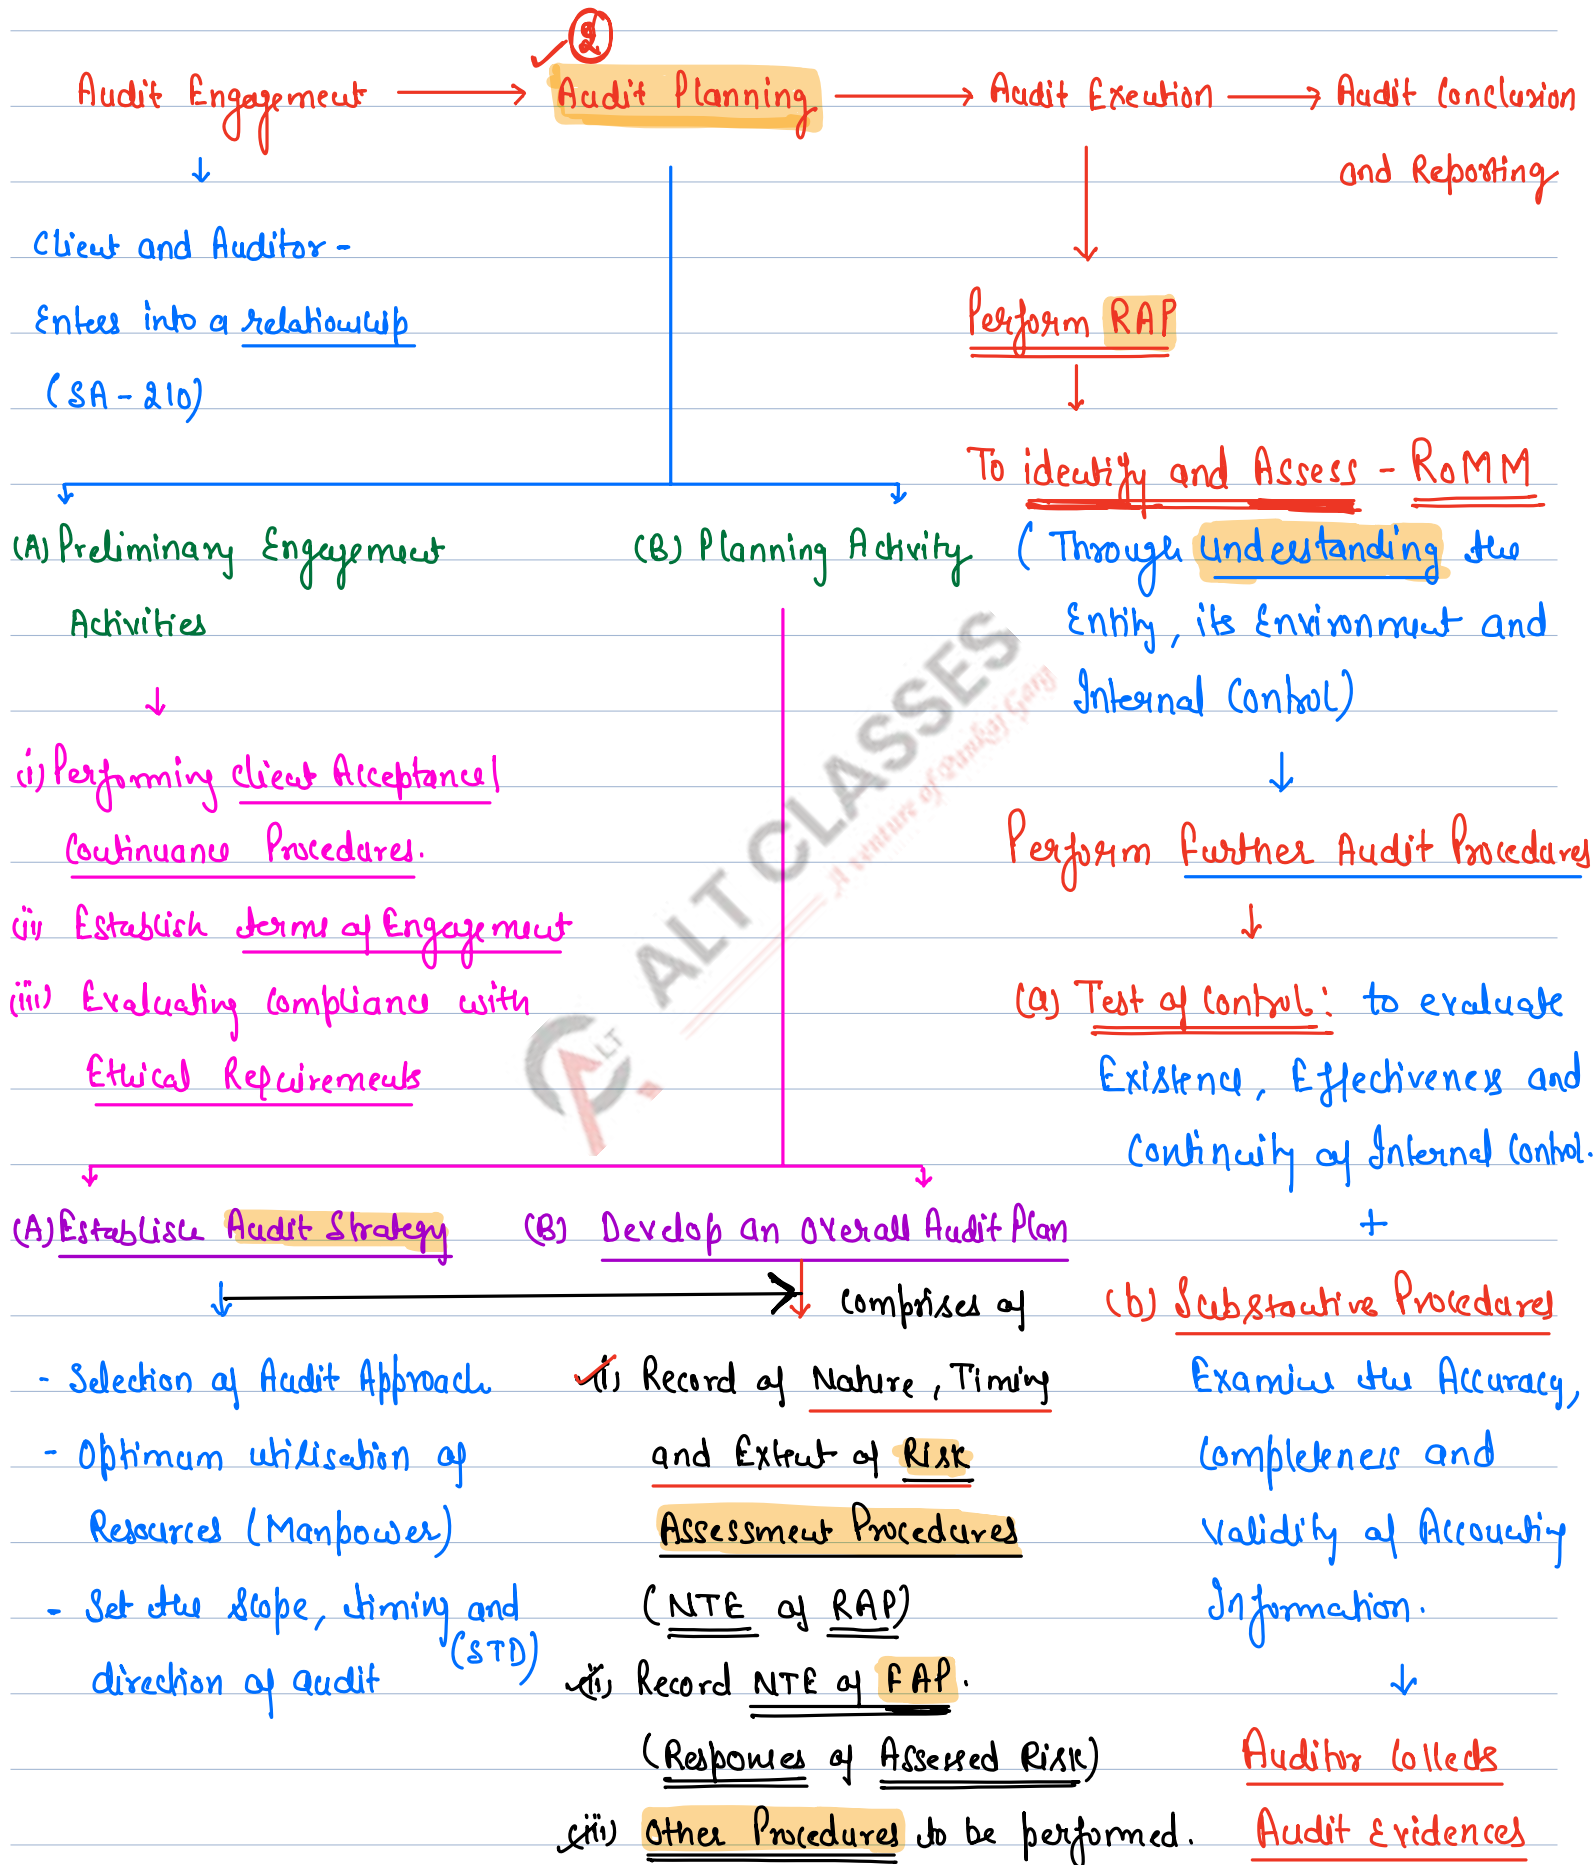 ②
Audit Engagement → Audit Planning → Audit Exeution → Audit Conclusion
and Reporting
↓
Client and Auditor -
Enters into a relationship
(SA-210)
(A) Preliminary Engagement
Activities
↓
(i) Performing Client Acceptance/
Continuance Procedures.
(ii) Establish terms of Engagement
(iii) Evaluating Compliance with
Ethical Requirements
(B) Planning Activity
(A) Establish Audit Strategy
↓
- Selection of Audit Approach
- Optimum utilisation of
Resources (Manpower)
- Set the Scope, timing and
(STD)
direction of audit
(B) Develop an overall Audit Plan
Comprises of
(i) Record of Nature, Timing
and Extent of Risk
Assessment Procedures
(NTE of RAP)
(ii) Record NTE of FAP.
(Responses of Assessed Risk)
(iii) Other Procedures to be performed.
Perform RAP
↓
To identify and Assess - RoMM
(Through Understanding the
Entity, its Environment and
Internal Control)
↓
Perform Further Audit Procedures
↓
(a) Test of Control: to evaluate
Existence, Effectiveness and
Continuity of Internal Control.
+
(b) Substantive Procedures
Examine the Accuracy,
Completeness and
Validity of Accounting
Information.
↓
Auditor Collects
Audit Evidences
ALT CLASSES
A venture of Pankaj Garg
ALT